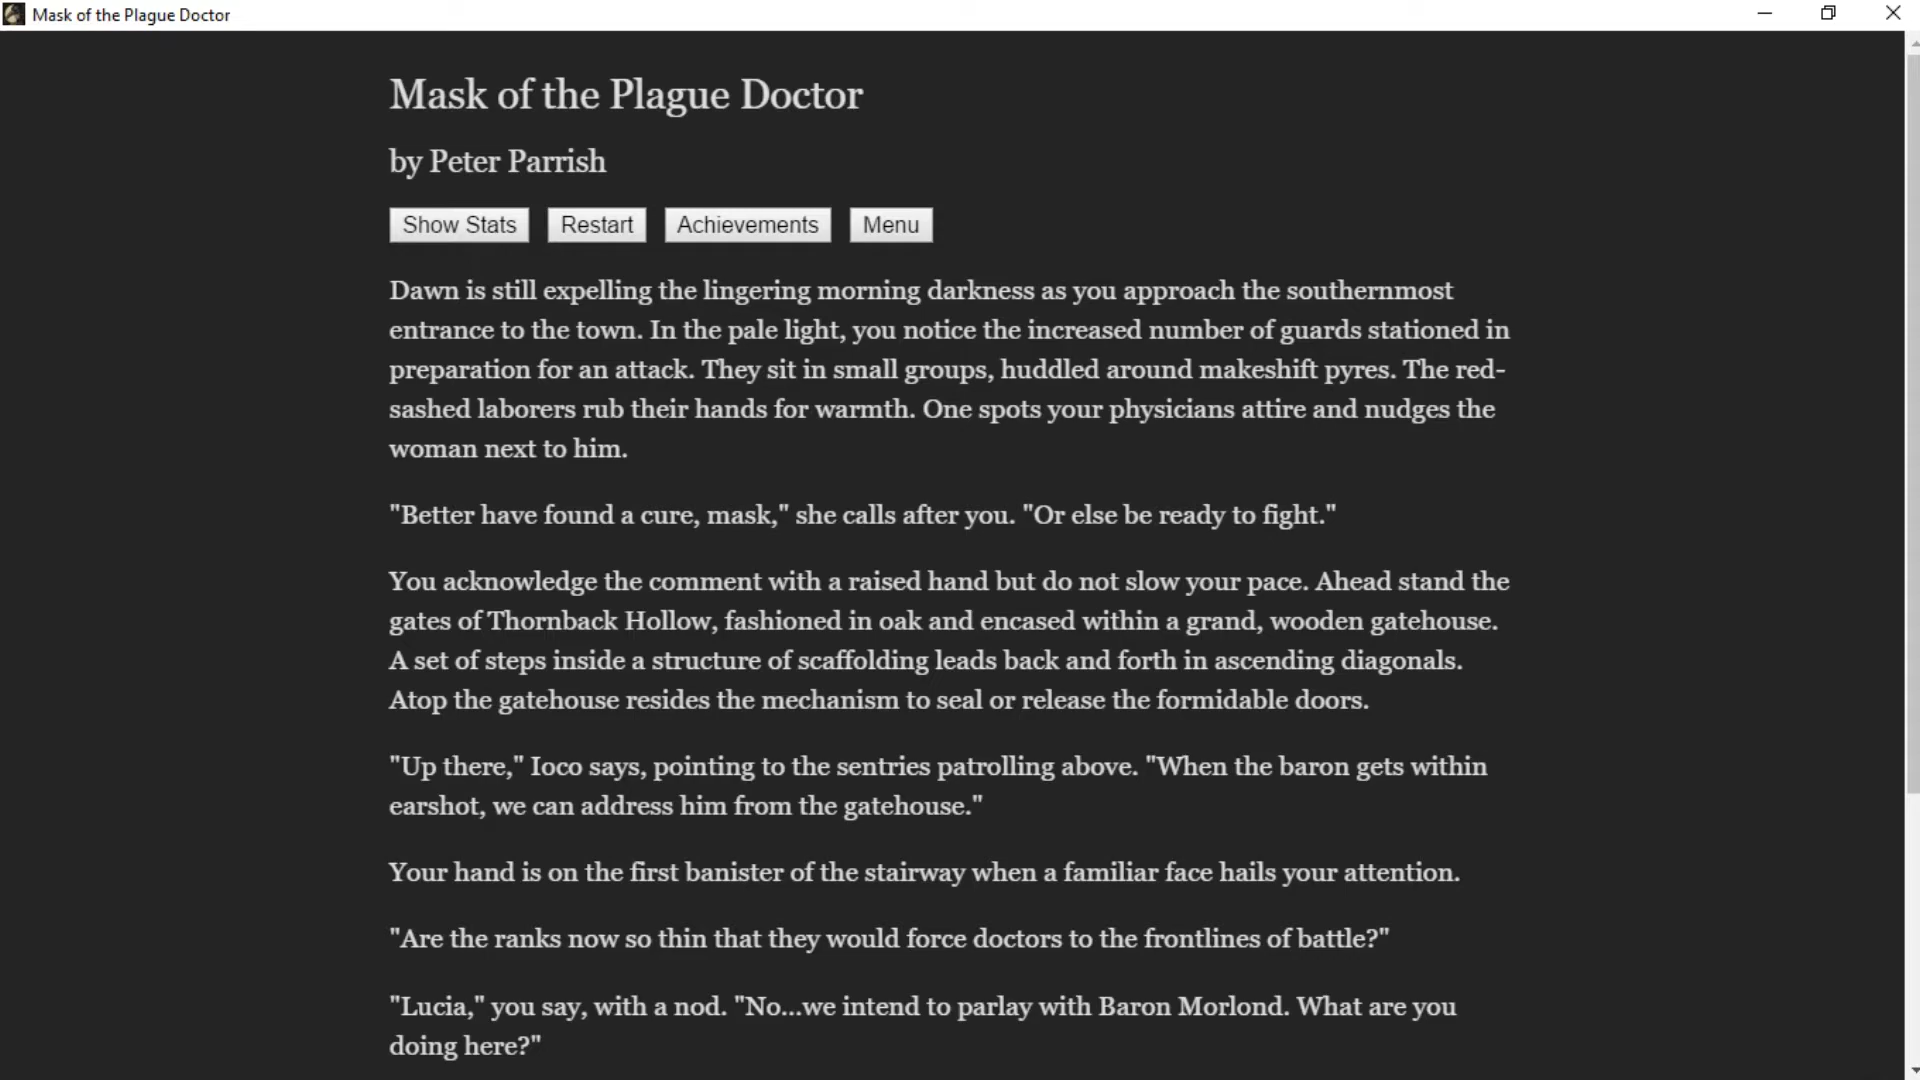 Mask of the Plague Doctor
Mask of the Plague Doctor
by Peter Parrish
Show Stats Restart Achievements Menu
Dawn is still expelling the lingering morning darkness as you approach the southernmost
entrance to the town. In the pale light, you notice the increased number of guards stationed in
preparation for an attack. They sit in small groups, huddled around makeshift pyres. The red-
sashed laborers rub their hands for warmth. One spots your physicians attire and nudges the
woman next to him.
"Better have found a cure, mask," she calls after you. "Or else be ready to fight."
You acknowledge the comment with a raised hand but do not slow your pace. Ahead stand the
gates of Thornback Hollow, fashioned in oak and encased within a grand, wooden gatehouse.
A set of steps inside a structure of scaffolding leads back and forth in ascending diagonals.
Atop the gatehouse resides the mechanism to seal or release the formidable doors.
"Up there," Ioco says, pointing to the sentries patrolling above. "When the baron gets within
earshot, we can address him from the gatehouse."
Your hand is on the first banister of the stairway when a familiar face hails your attention.
"Are the ranks now so thin that they would force doctors to the frontlines of battle?"
"Lucia," you say, with a nod. "No...we intend to parlay with Baron Morlond. What are you
doing here?"